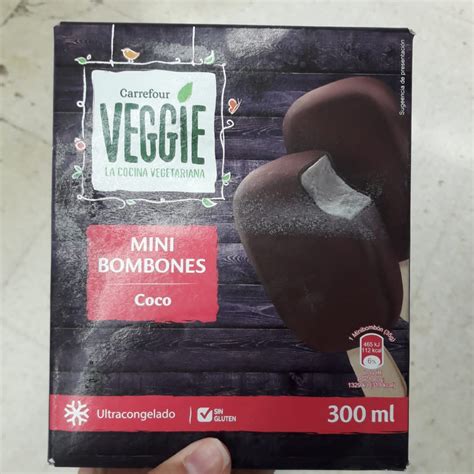 Carrefour
VEGGIE
LA COCINA VEGETARIANA
Sugerencia de presentación
MINI
BOMBONES
Coco
1 Minibombón (35g)
465 kJ
112 kcal
6%
Ultracongelado
SIN
GLUTEN
300 ml